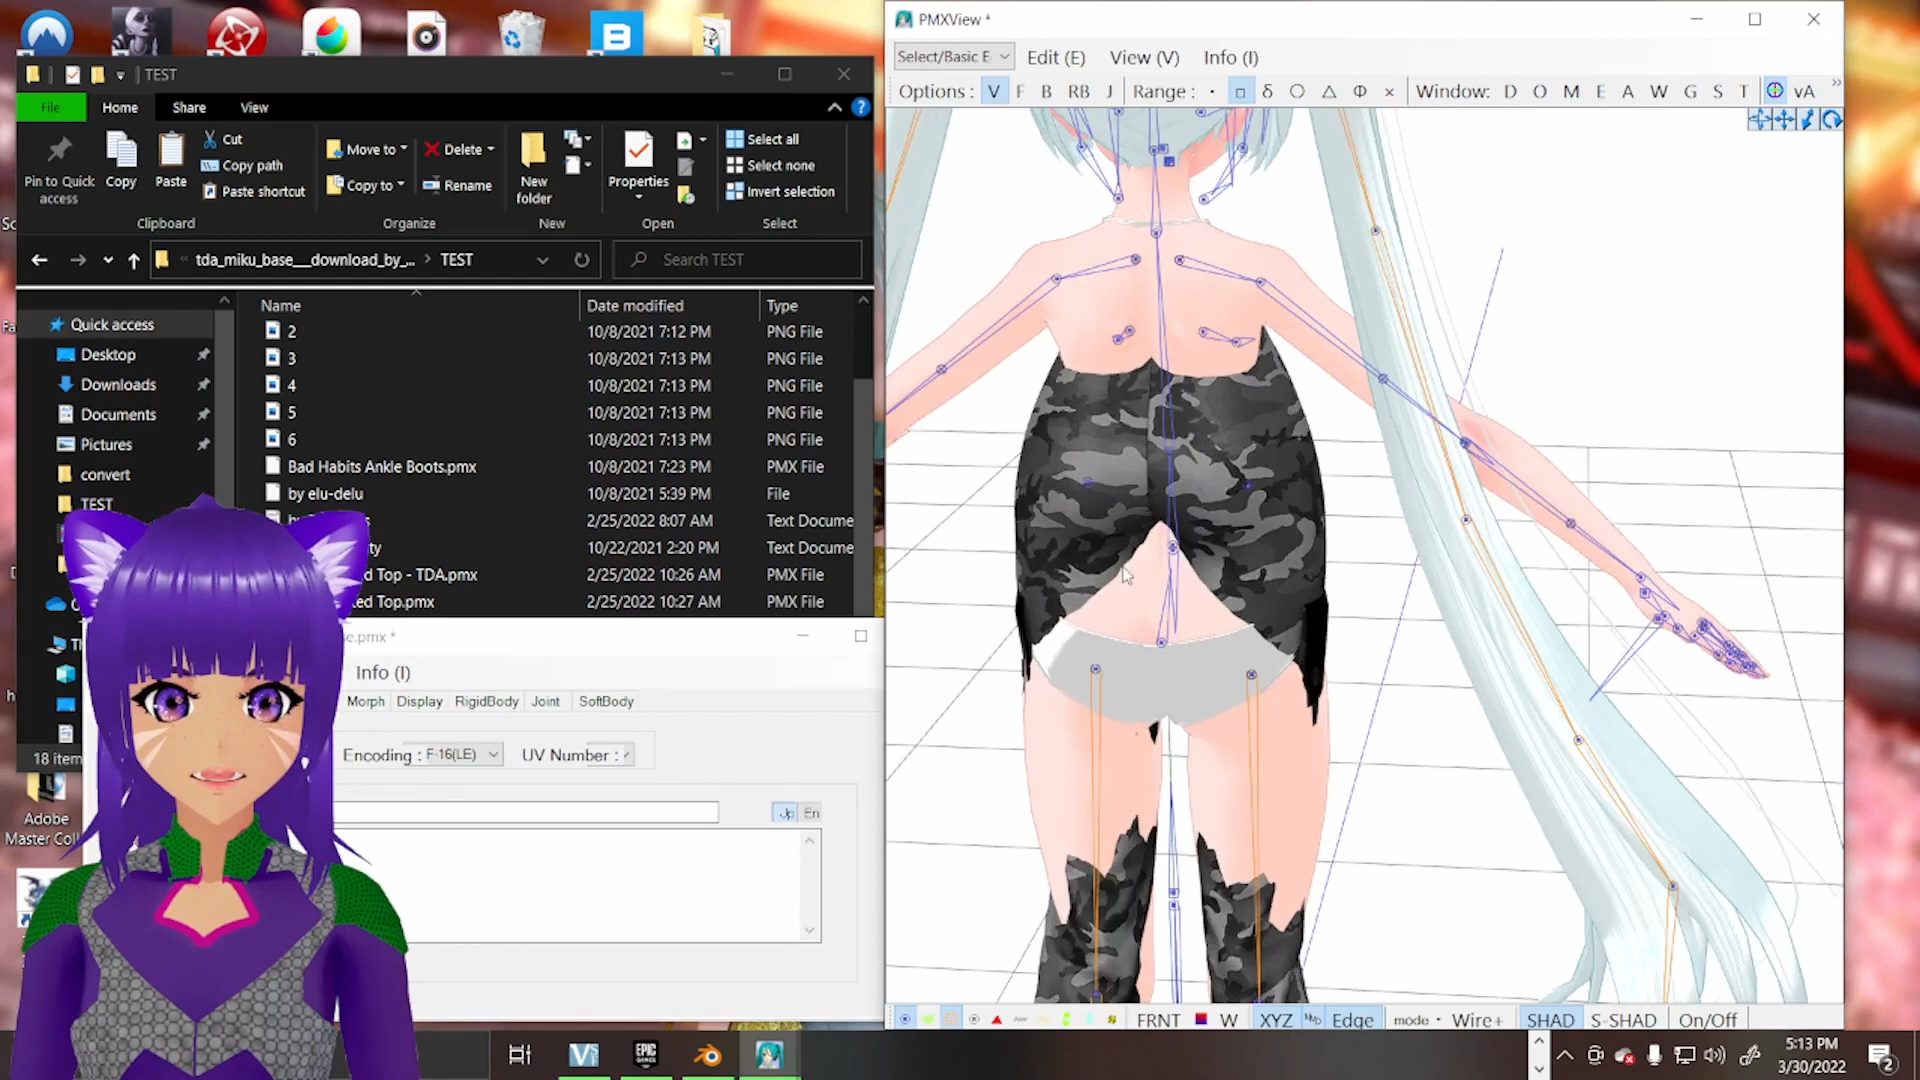 TEST
File
Home
Share
View
Pin to Quick access
Copy
Paste
Cut
Copy path
Paste shortcut
Move to
Copy to
Delete
Rename
New folder
Properties
Select all
Select none
Invert selection
Clipboard
Organize
New
Open
Select
tda_miku_base__download_by_... > TEST
Search TEST
Quick access
Desktop
Downloads
Documents
Pictures
convert
TEST
Name Date modified Type
2 10/8/2021 7:12 PM PNG File
3 10/8/2021 7:13 PM PNG File
4 10/8/2021 7:13 PM PNG File
5 10/8/2021 7:13 PM PNG File
6 10/8/2021 7:13 PM PNG File
Bad Habits Ankle Boots.pmx 10/8/2021 7:23 PM PMX File
by elu-delu 10/8/2021 5:39 PM File
2/25/2022 8:07 AM Text Docume
ty 10/22/2021 2:20 PM Text Docume
d Top - TDA.pmx 2/25/2022 10:26 AM PMX File
ted Top.pmx 2/25/2022 10:27 AM PMX File
18 item
e.pmx *
Info (I)
Morph Display RigidBody Joint SoftBody
Encoding : F-16(LE) UV Number :
Jp En
Adobe
Master Coll
PMXView *
Select/Basic E Edit (E) View (V) Info (I)
Options : V F B RB J Range : · □ δ ○ △ Φ × Window: D O M E A W G S T vA
FRNT W XYZ Edge mode · Wire+ SHAD S-SHAD On/Off
EPIC
GAMES
5:13 PM
3/30/2022
2